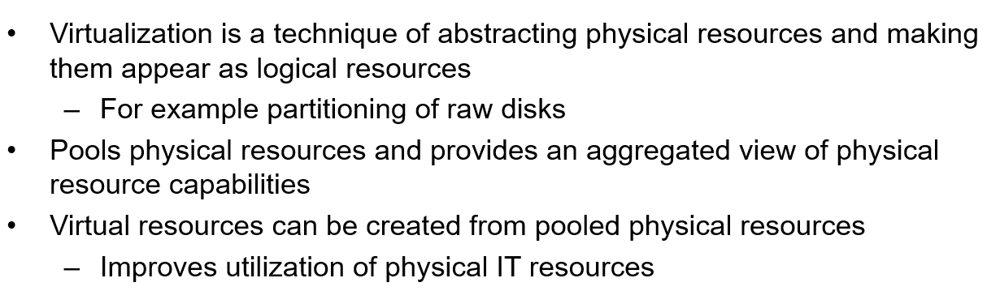 • Virtualization is a technique of abstracting physical resources and making
them appear as logical resources
– For example partitioning of raw disks
• Pools physical resources and provides an aggregated view of physical
resource capabilities
• Virtual resources can be created from pooled physical resources
– Improves utilization of physical IT resources